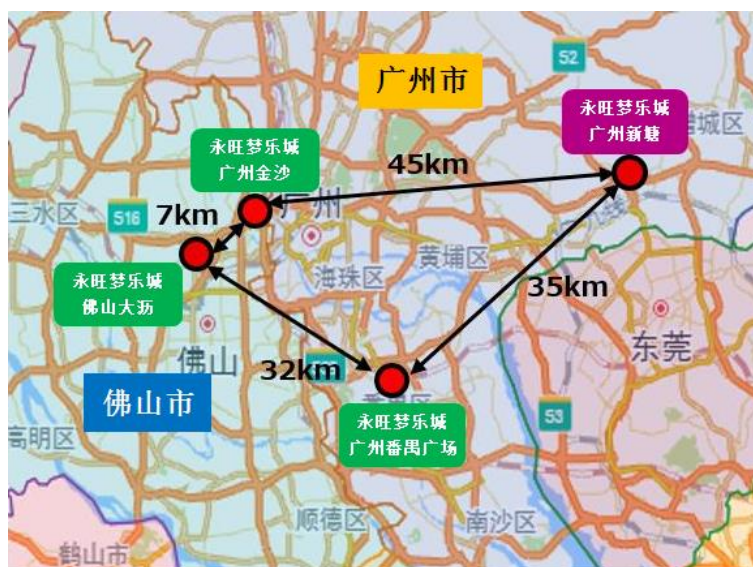 52
广州市
永旺梦乐城
广州新塘
增城区
永旺梦乐城
广州金沙
45km
三水区
S16
7km
广州
黄埔区
海珠区
永旺梦乐城
佛山大沥
35km
佛山
东莞
32km
佛山市
永旺梦乐城
广州番禺广场
S3
高明区
顺德区
南沙区
鹤山市